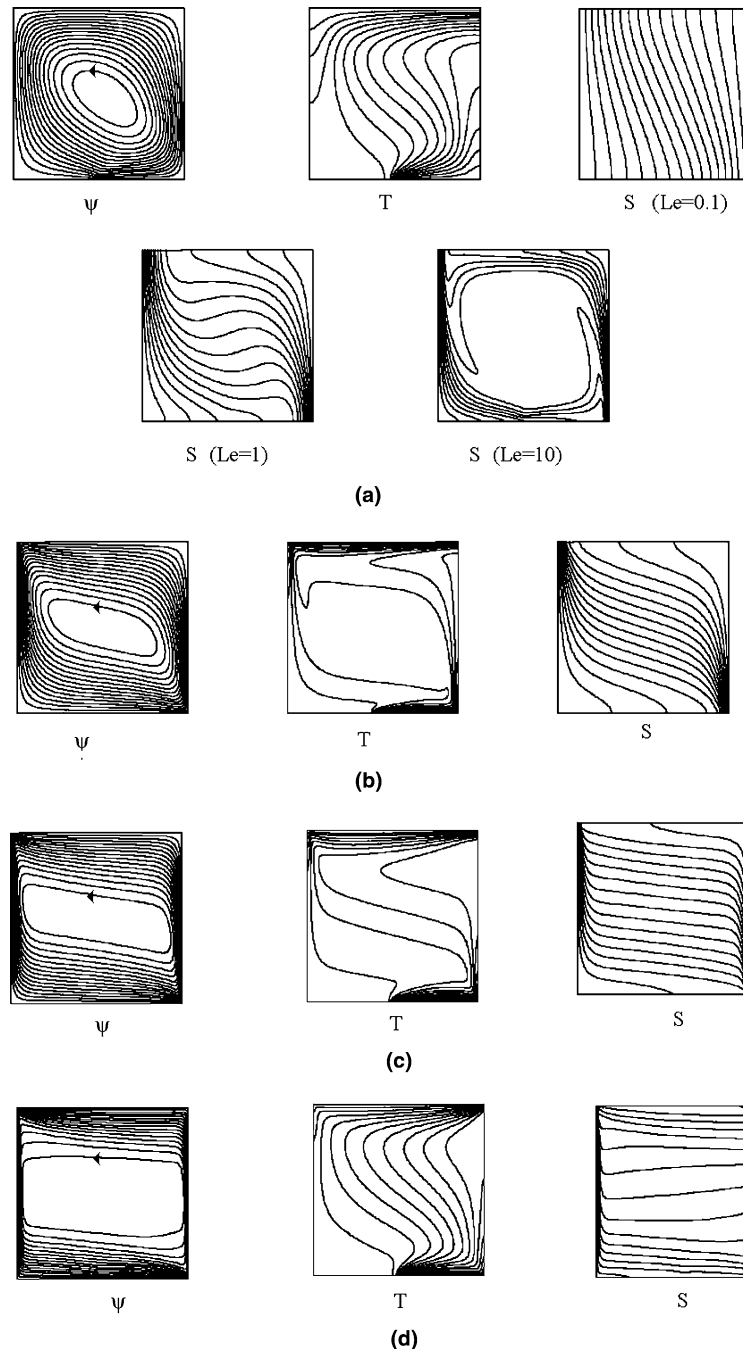 ψ T S (Le=0.1)
S (Le=1) S (Le=10)
(a)
ψ T S
(b)
ψ T S
(c)
ψ T S
(d)